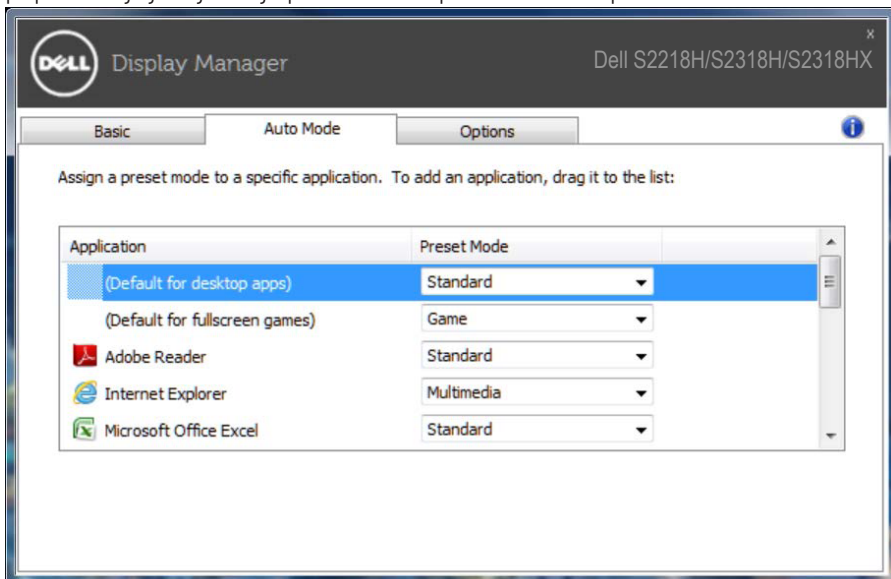 DELL
Display Manager
x
Dell S2218H/S2318H/S2318HX
Basic
Auto Mode
Options
Assign a preset mode to a specific application. To add an application, drag it to the list:
Application
Preset Mode
(Default for desktop apps)
Standard
(Default for fullscreen games)
Game
Adobe Reader
Standard
Internet Explorer
Multimedia
Microsoft Office Excel
Standard